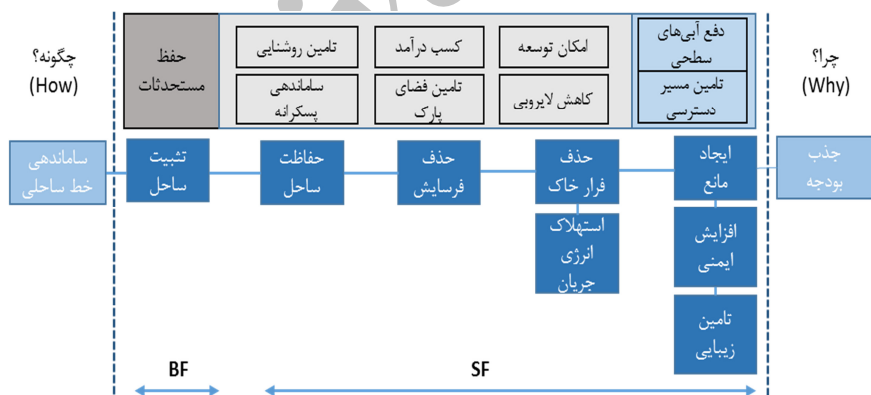 چرا؟
(Why)
دفع آبی‌های
سطحی
تامین مسیر
دسترسی
امکان توسعه
کسب درآمد
تامین روشنایی
کاهش لایروبی
تامین فضای
پارک
ساماندهی
پسکرانه
حفظ
مستحدثات
چگونه؟
(How)
جذب
بودجه
ایجاد
مانع
حذف
فرار خاک
حذف
فرسایش
حفاظت
ساحل
تثبیت
ساحل
ساماندهی
خط ساحلی
افزایش
ایمنی
استهلاک
انرژی
جریان
تامین
زیبایی
SF
BF